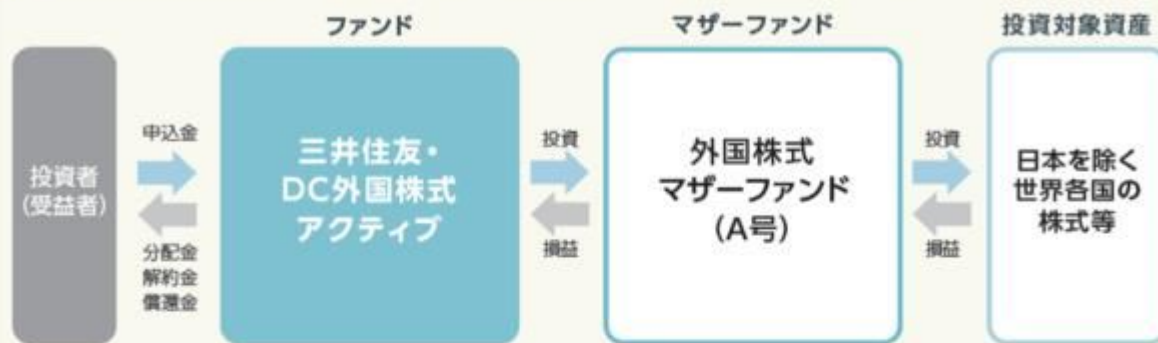 ファンド
マザーファンド
投資対象資産
投資者
(受益者)
申込金
分配金
解約金
償還金
三井住友・
DC外国株式
アクティブ
投資
損益
外国株式
マザーファンド
(A号)
投資
損益
日本を除く
世界各国の
株式等